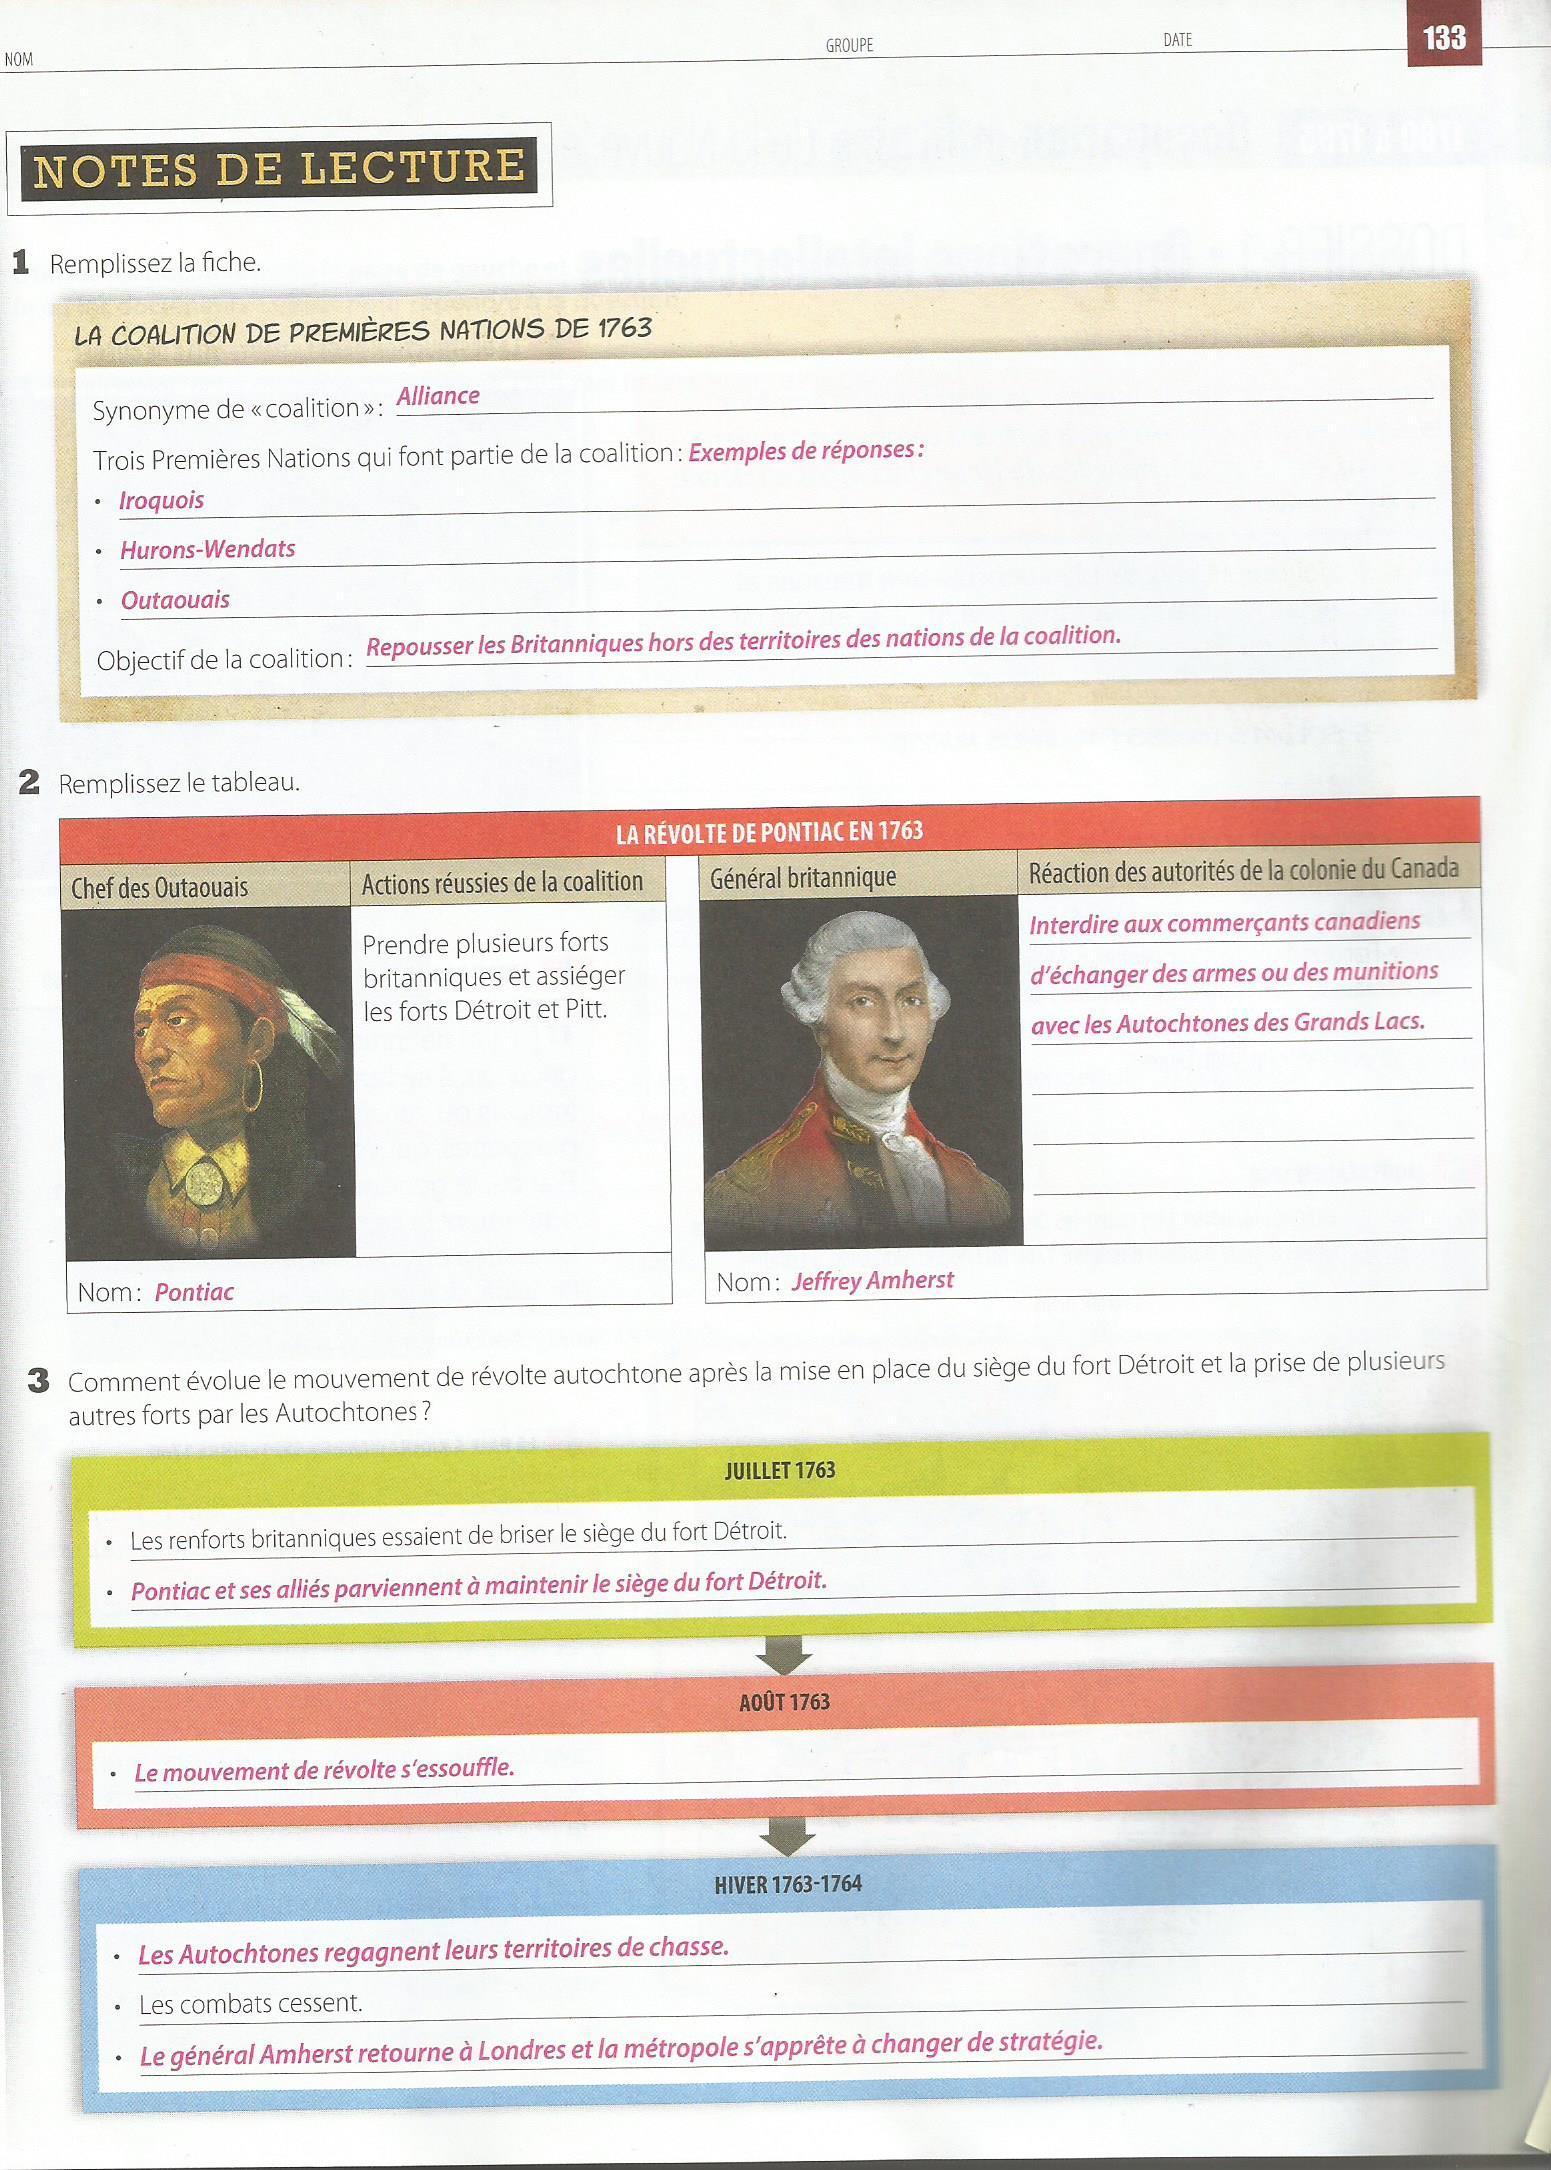 NOM GROUPE DATE 133
NOTES DE LECTURE
1 Remplissez la fiche.
LA COALITION DE PREMIÈRES NATIONS DE 1763
Synonyme de « coalition » : Alliance
Trois Premières Nations qui font partie de la coalition : Exemples de réponses :
• Iroquois
• Hurons-Wendats
• Outaouais
Objectif de la coalition : Repousser les Britanniques hors des territoires des nations de la coalition.
2 Remplissez le tableau.
LA RÉVOLTE DE PONTIAC EN 1763
Chef des Outaouais
Actions réussies de la coalition
Prendre plusieurs forts
britanniques et assiéger
les forts Détroit et Pitt.
Nom : Pontiac
Général britannique
Réaction des autorités de la colonie du Canada
Interdire aux commerçants canadiens
d'échanger des armes ou des munitions
avec les Autochtones des Grands Lacs.
Nom : Jeffrey Amherst
3 Comment évolue le mouvement de révolte autochtone après la mise en place du siège du fort Détroit et la prise de plusieurs
autres forts par les Autochtones ?
JUILLET 1763
• Les renforts britanniques essaient de briser le siège du fort Détroit.
• Pontiac et ses alliés parviennent à maintenir le siège du fort Détroit.
AOÛT 1763
• Le mouvement de révolte s'essouffle.
HIVER 1763-1764
• Les Autochtones regagnent leurs territoires de chasse.
• Les combats cessent.
• Le général Amherst retourne à Londres et la métropole s'apprête à changer de stratégie.